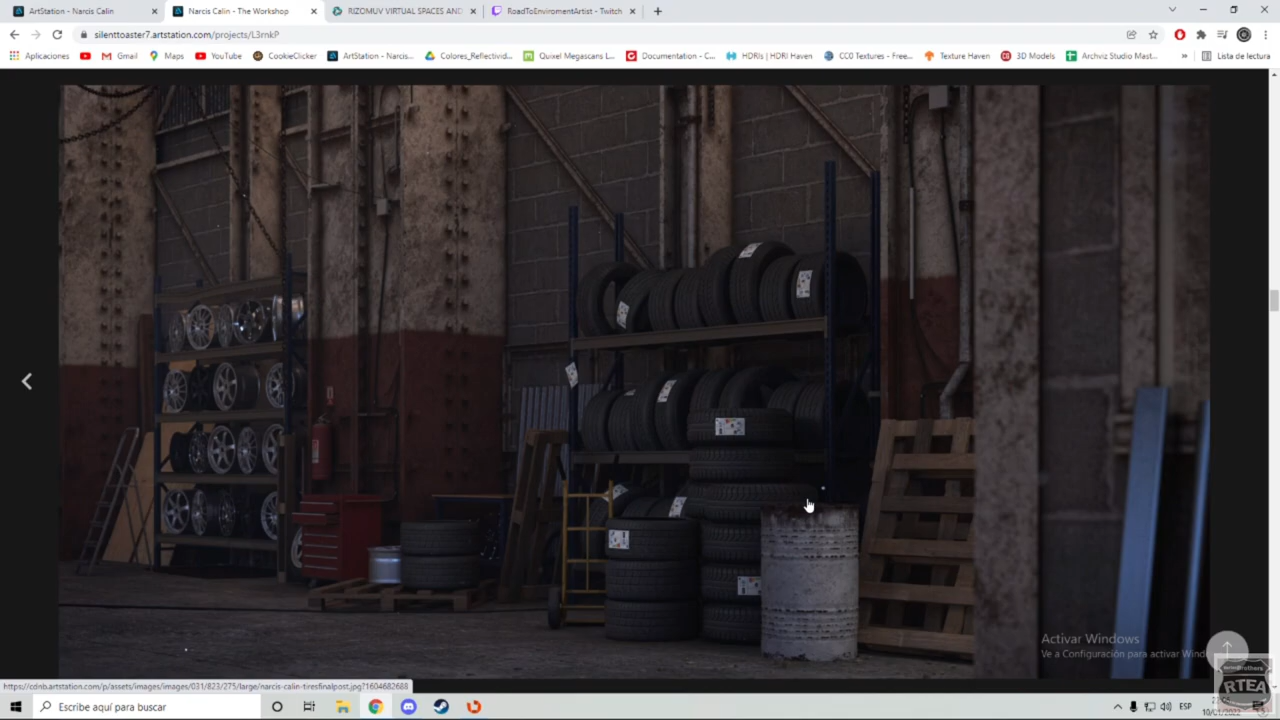 ArtStation - Narcis Calin
Narcis Calin - The Workshop
RIZOMUV VIRTUAL SPACES AND
RoadToEnviromentArtist - Twitch
silenttoaster7.artstation.com/projects/L3rnkP
Aplicaciones
Gmail
Maps
YouTube
CookieClicker
ArtStation - Narcis...
Colores_Reflectivid...
Quixel Megascans L...
Documentation - C...
HDRIs | HDRI Haven
CC0 Textures - Free...
Texture Haven
3D Models
Archviz Studio Mast...
Lista de lectura
Activar Windows
Ve a Configuración para activar Wind
https://cdnb.artstation.com/p/assets/images/images/031/823/275/large/narcis-calin-tiresfinalpost.jpg?1604682688
Escribe aquí para buscar
ESP
10/01/2022
RTEA